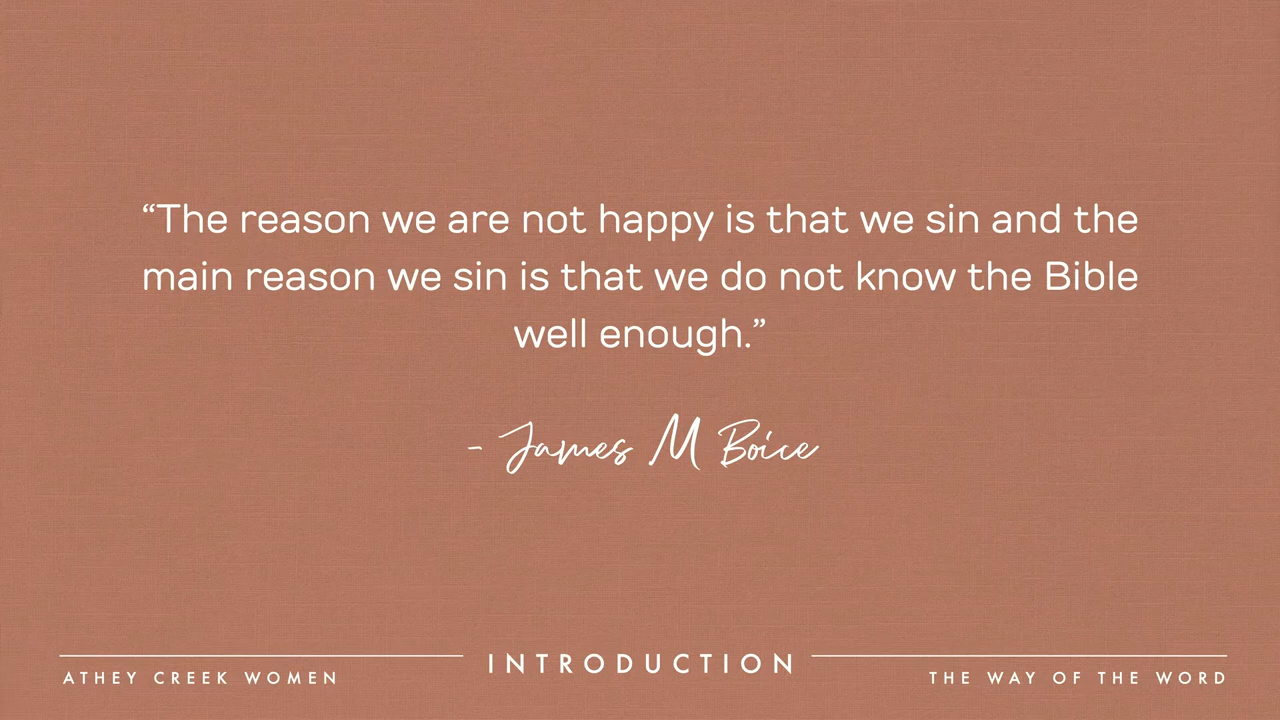 “The reason we are not happy is that we sin and the
main reason we sin is that we do not know the Bible
well enough.”
- James M Boice
INTRODUCTION
ATHEY CREEK WOMEN
THE WAY OF THE WORD